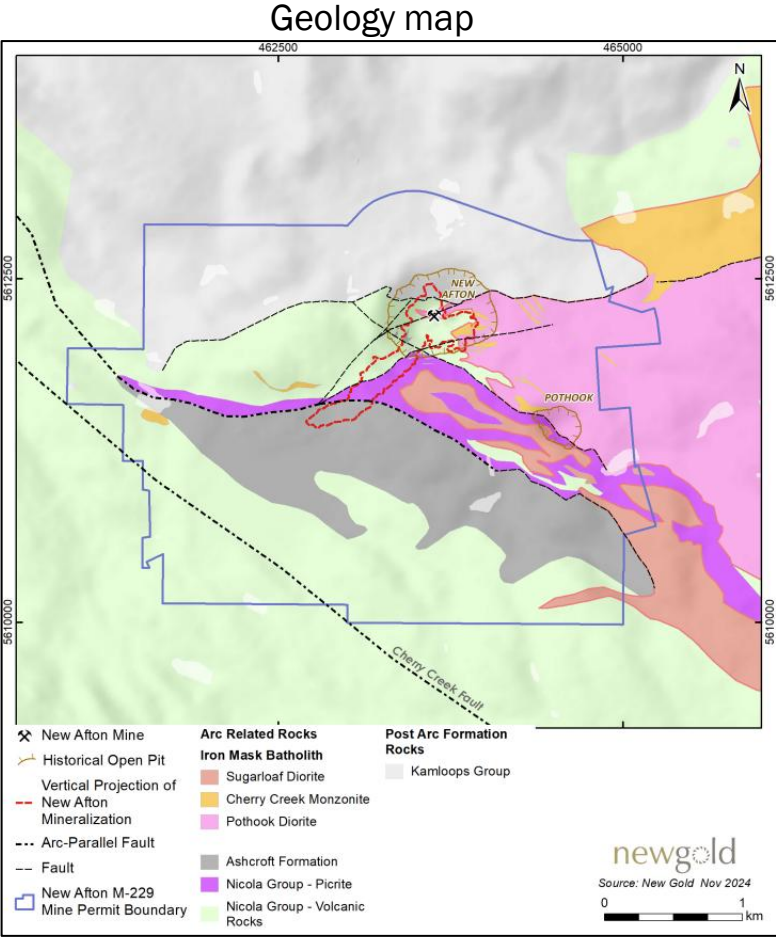 Geology map
462500
465000
N
5612500
5612500
NEW
AFTON
POTHOOK
5610000
5610000
Cherry Creek Fault
New Afton Mine
Historical Open Pit
Vertical Projection of
New Afton
Mineralization
Arc-Parallel Fault
Fault
New Afton M-229
Mine Permit Boundary
Arc Related Rocks
Iron Mask Batholith
Sugarloaf Diorite
Cherry Creek Monzonite
Pothook Diorite
Ashcroft Formation
Nicola Group - Picrite
Nicola Group - Volcanic
Rocks
Post Arc Formation
Rocks
Kamloops Group
newgold
Source: New Gold Nov 2024
0 1
km